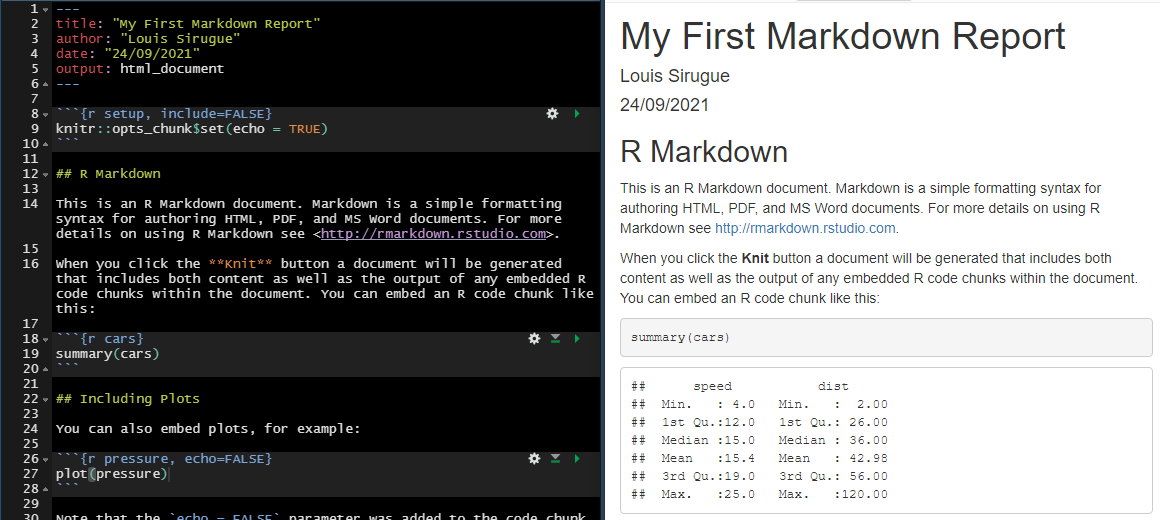 1 ---
2 title: "My First Markdown Report"
3 author: "Louis Sirugue"
4 date: "24/09/2021"
5 output: html_document
6 ---
7
8 ```{r setup, include=FALSE}
9 knitr::opts_chunk$set(echo = TRUE)
10 ```
11
12 ## R Markdown
13
14 This is an R Markdown document. Markdown is a simple formatting
syntax for authoring HTML, PDF, and MS Word documents. For more
details on using R Markdown see <http://rmarkdown.rstudio.com>.
15
16 When you click the **Knit** button a document will be generated
that includes both content as well as the output of any embedded R
code chunks within the document. You can embed an R code chunk like
this:
17
18 ```{r cars}
19 summary(cars)
20 ```
21
22 ## Including Plots
23
24 You can also embed plots, for example:
25
26 ```{r pressure, echo=FALSE}
27 plot(pressure)
28 ```
29
30 Note that the `echo = FALSE` parameter was added to the code chunk
My First Markdown Report
Louis Sirugue
24/09/2021
R Markdown
This is an R Markdown document. Markdown is a simple formatting syntax for
authoring HTML, PDF, and MS Word documents. For more details on using R
Markdown see http://rmarkdown.rstudio.com.
When you click the Knit button a document will be generated that includes both
content as well as the output of any embedded R code chunks within the document.
You can embed an R code chunk like this:
summary(cars)
##      speed           dist
##  Min.   : 4.0   Min.   :  2.00
##  1st Qu.:12.0   1st Qu.: 26.00
##  Median :15.0   Median : 36.00
##  Mean   :15.4   Mean   : 42.98
##  3rd Qu.:19.0   3rd Qu.: 56.00
##  Max.   :25.0   Max.   :120.00